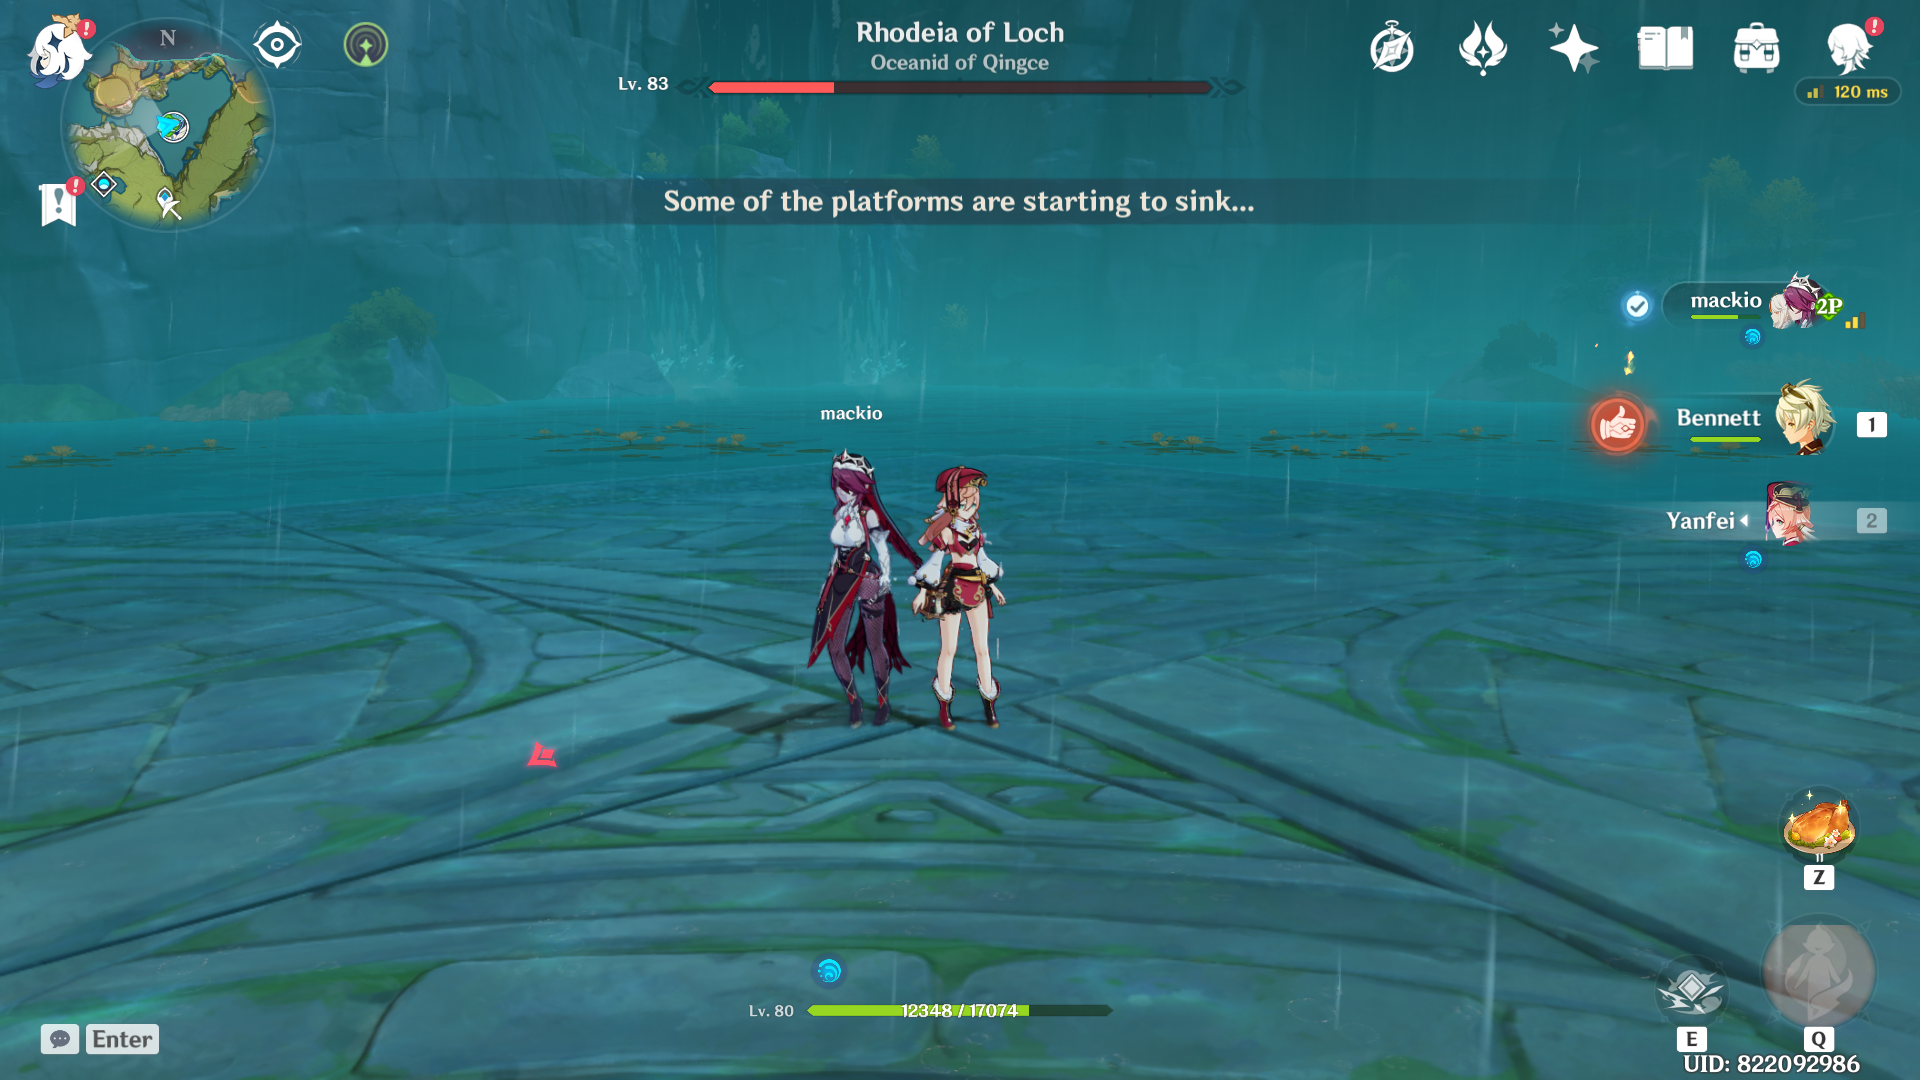 N
Rhodeia of Loch
Oceanid of Qingce
Lv. 83
120 ms
Some of the platforms are starting to sink...
mackio
2P
mackio
Bennett
1
Yanfei
2
Z
Lv. 80
12348 / 17074
Enter
E
Q
UID: 822092986